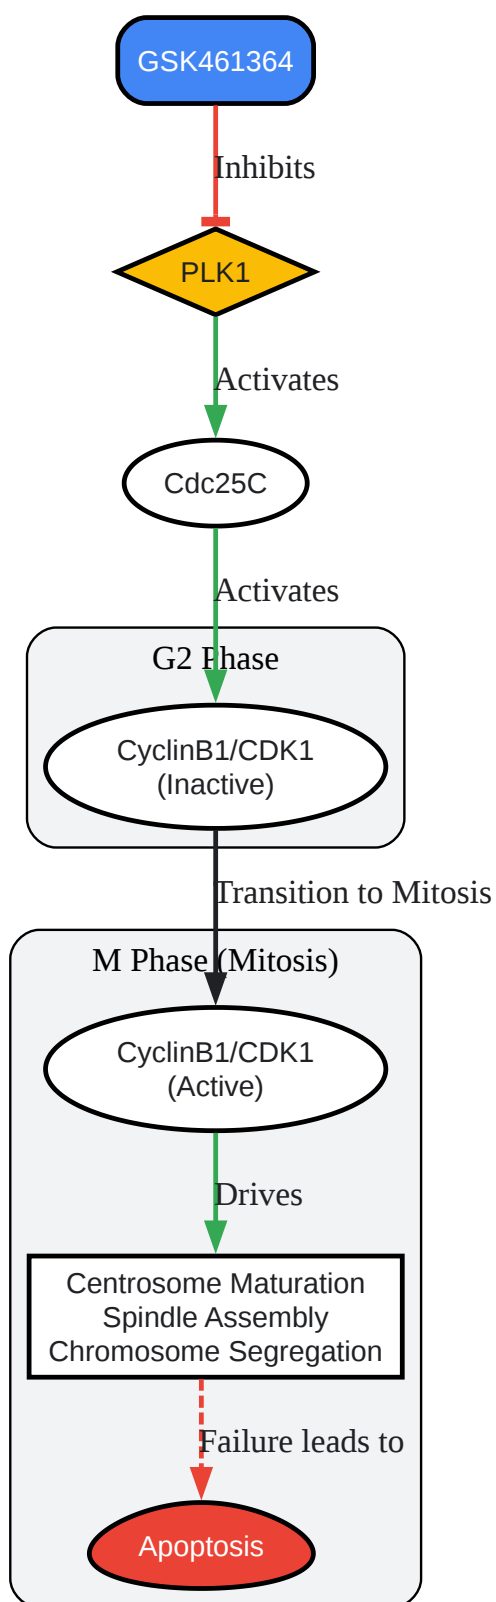 GSK461364
Inhibits
PLK1
Activates
Cdc25C
Activates
G2 Phase
CyclinB1/CDK1
(Inactive)
Transition to Mitosis
M Phase (Mitosis)
CyclinB1/CDK1
(Active)
Drives
Centrosome Maturation
Spindle Assembly
Chromosome Segregation
Failure leads to
Apoptosis